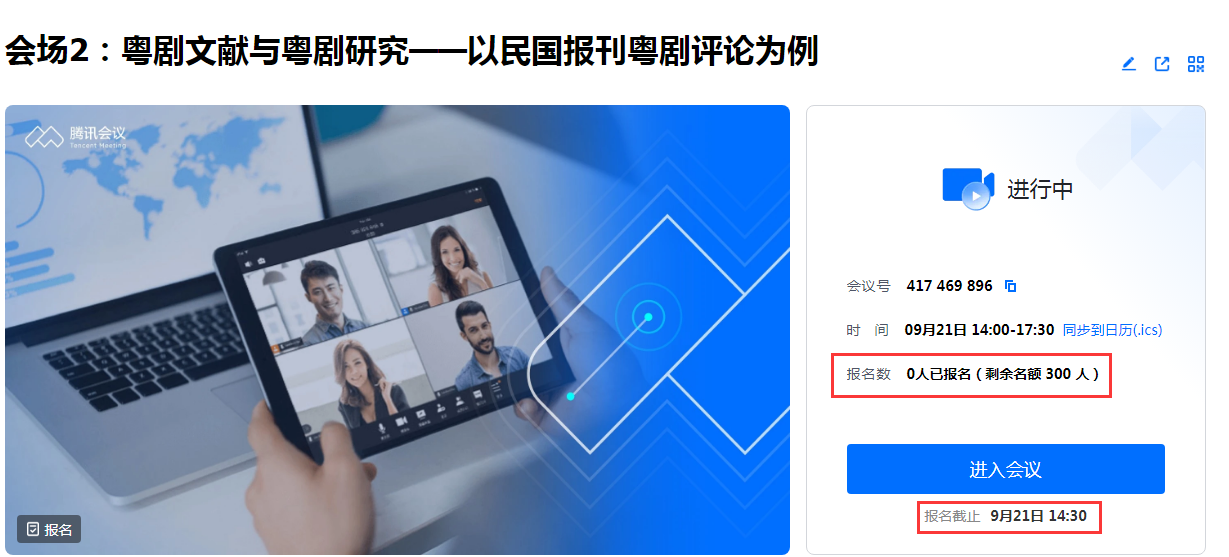 会场2：粤剧文献与粤剧研究——以民国报刊粤剧评论为例
腾讯会议
Tencent Meeting
报名
进行中
会议号 417 469 896
时 间 09月21日 14:00-17:30 同步到日历(.ics)
报名数 0人已报名（剩余名额 300 人）
进入会议
报名截止 9月21日 14:30